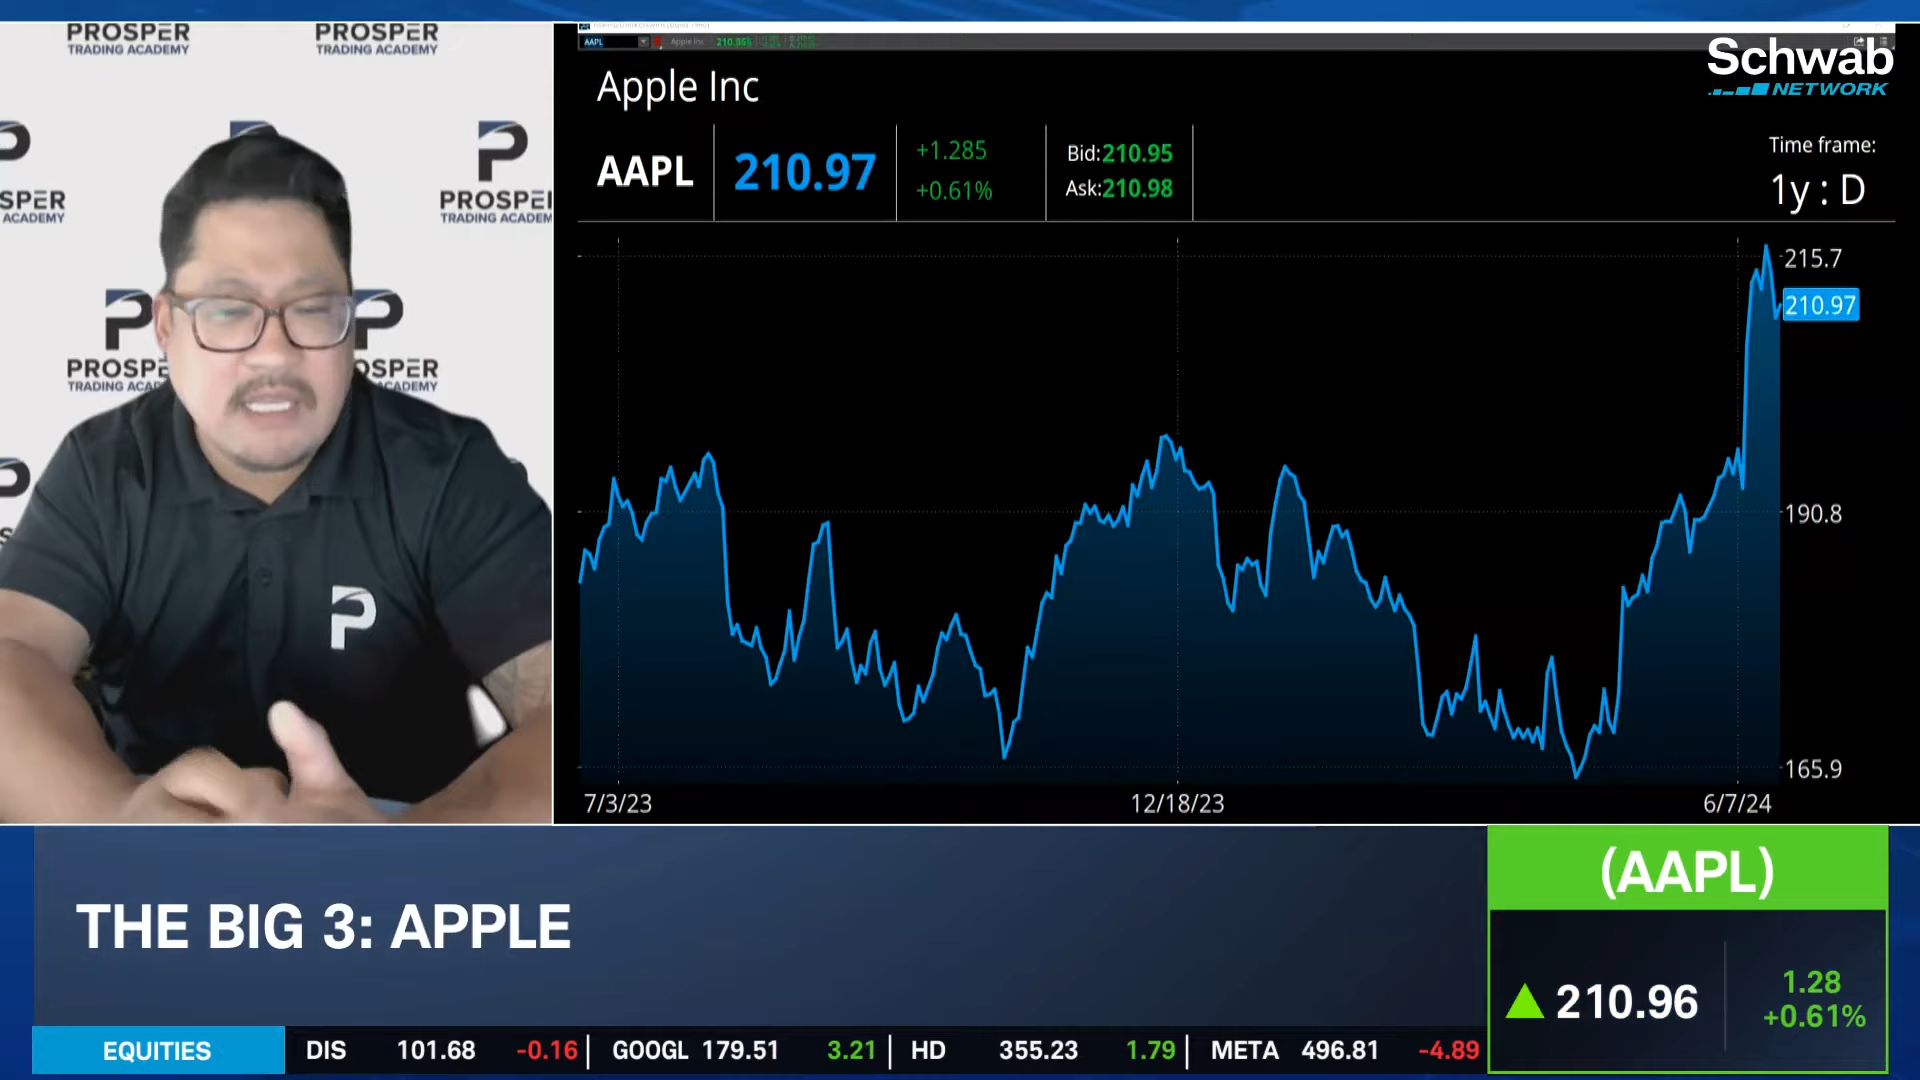 PROSPER
TRADING ACADEMY
PROSPER
TRADING ACADEMY
SPER
ACADEMY
PROSPE
TRADING ACADEM
PROSPE
TRADING ACA
OSPER
ACADEMY
AAPL
Apple Inc
Schwab
NETWORK
Apple Inc
AAPL
210.97
+1.285
+0.61%
Bid:210.95
Ask:210.98
Time frame:
1y : D
215.7
210.97
190.8
165.9
7/3/23
12/18/23
6/7/24
THE BIG 3: APPLE
(AAPL)
210.96
1.28
+0.61%
EQUITIES
DIS 101.68 -0.16 GOOGL 179.51 3.21 HD 355.23 1.79 META 496.81 -4.89